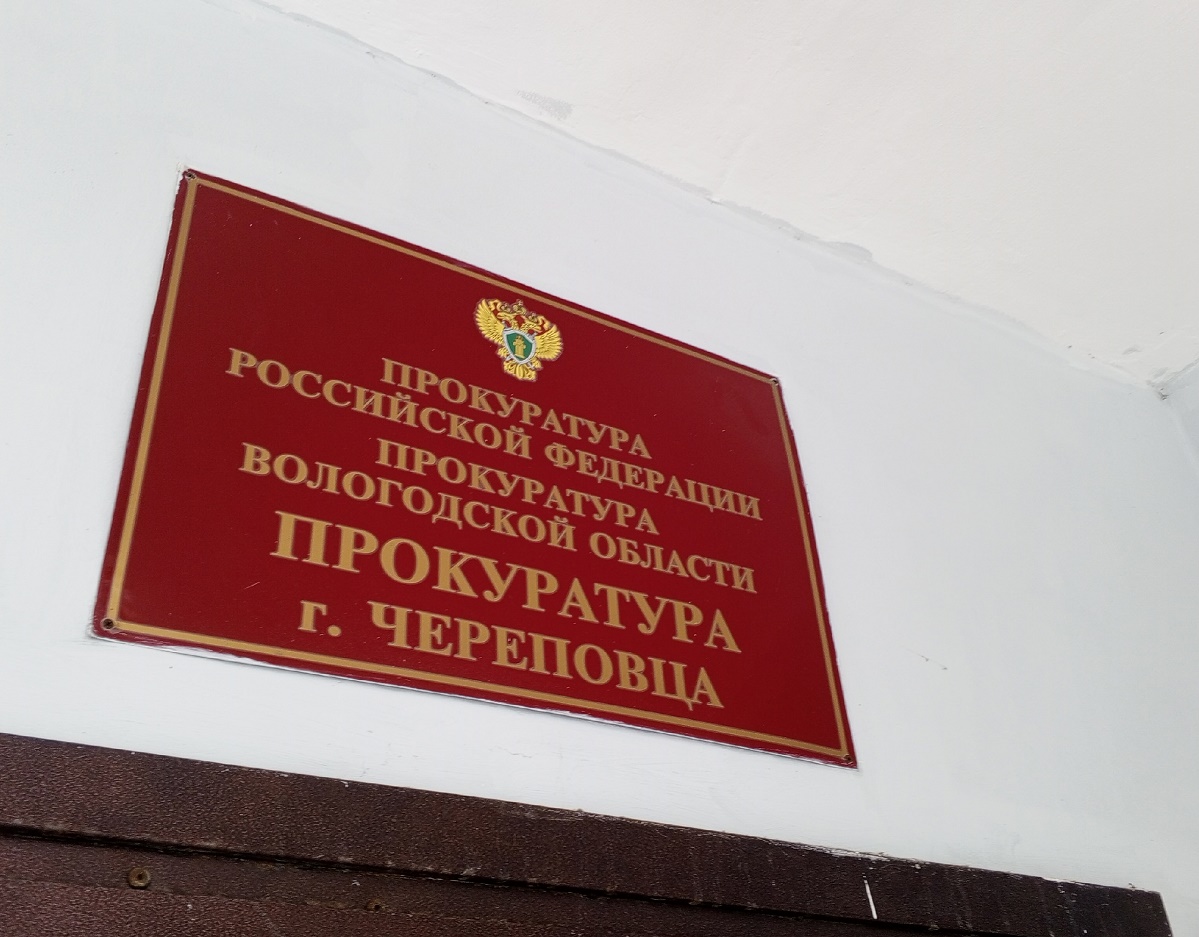 ПРОКУРАТУРА
РОССИЙСКОЙ ФЕДЕРАЦИИ
ПРОКУРАТУРА
ВОЛОГОДСКОЙ ОБЛАСТИ
ПРОКУРАТУРА
г. ЧЕРЕПОВЦА